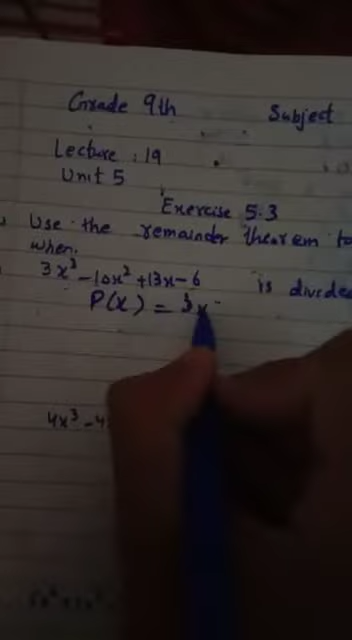 Grade 9th Subject
Lecture : 19
Unit 5
Exercise 5.3
Use the remainder thearem to
when.
3x³ - 10x² + 13x - 6 is divided
P(x) = 3x
4x³ - 4